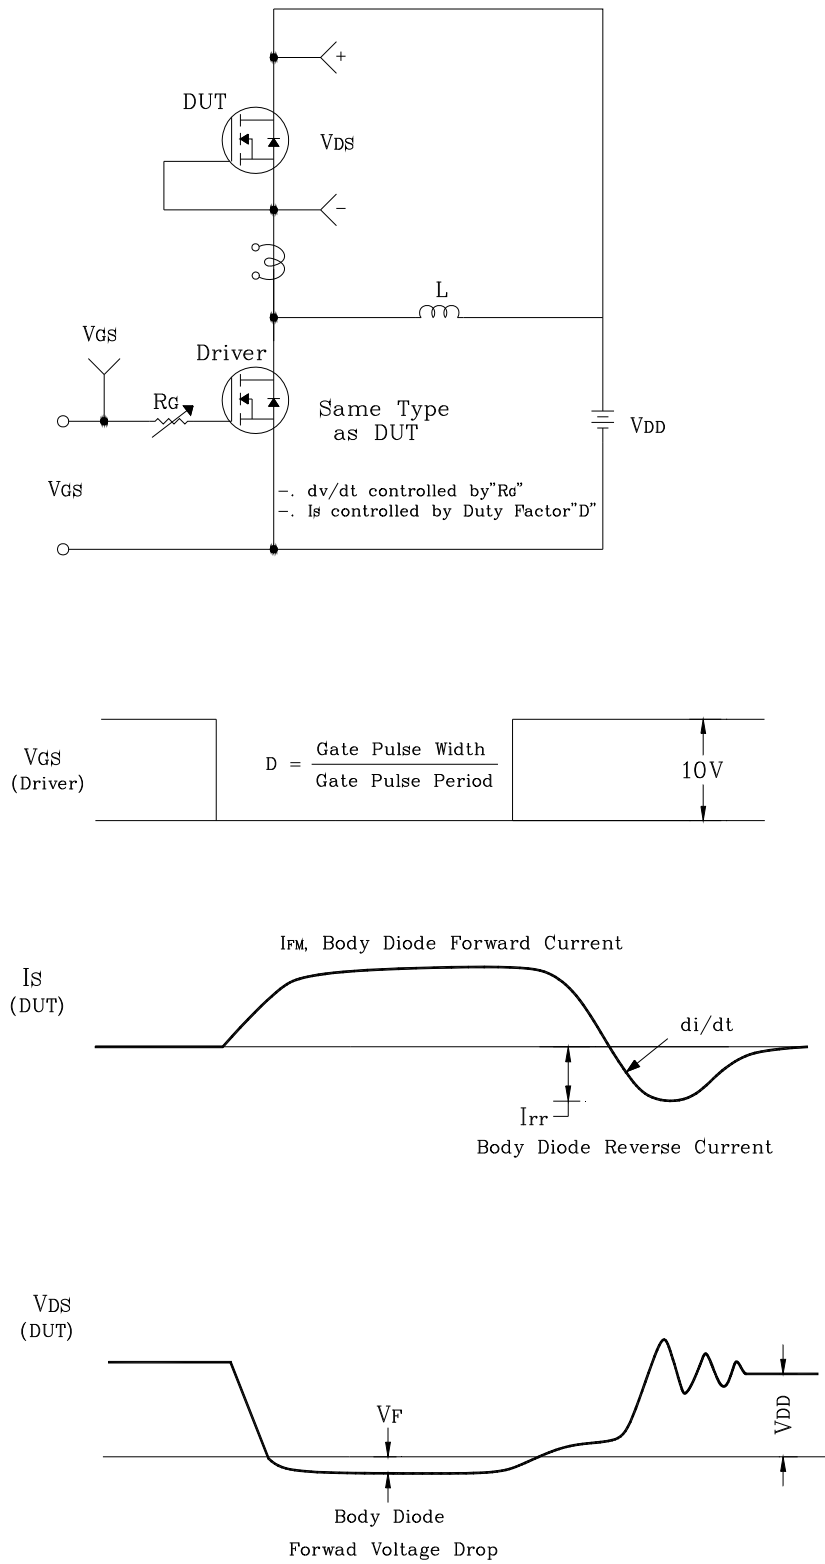 +
DUT
VDS
−
L
VGS
Driver
RG
Same Type
as DUT
VDD
VGS
−. dv/dt controlled by"RG"
−. Is controlled by Duty Factor"D"
VGS
(Driver)
D = Gate Pulse Width
Gate Pulse Period
10V
IFM, Body Diode Forward Current
IS
(DUT)
di/dt
Irr
Body Diode Reverse Current
VDS
(DUT)
VF
VDD
Body Diode
Forwad Voltage Drop